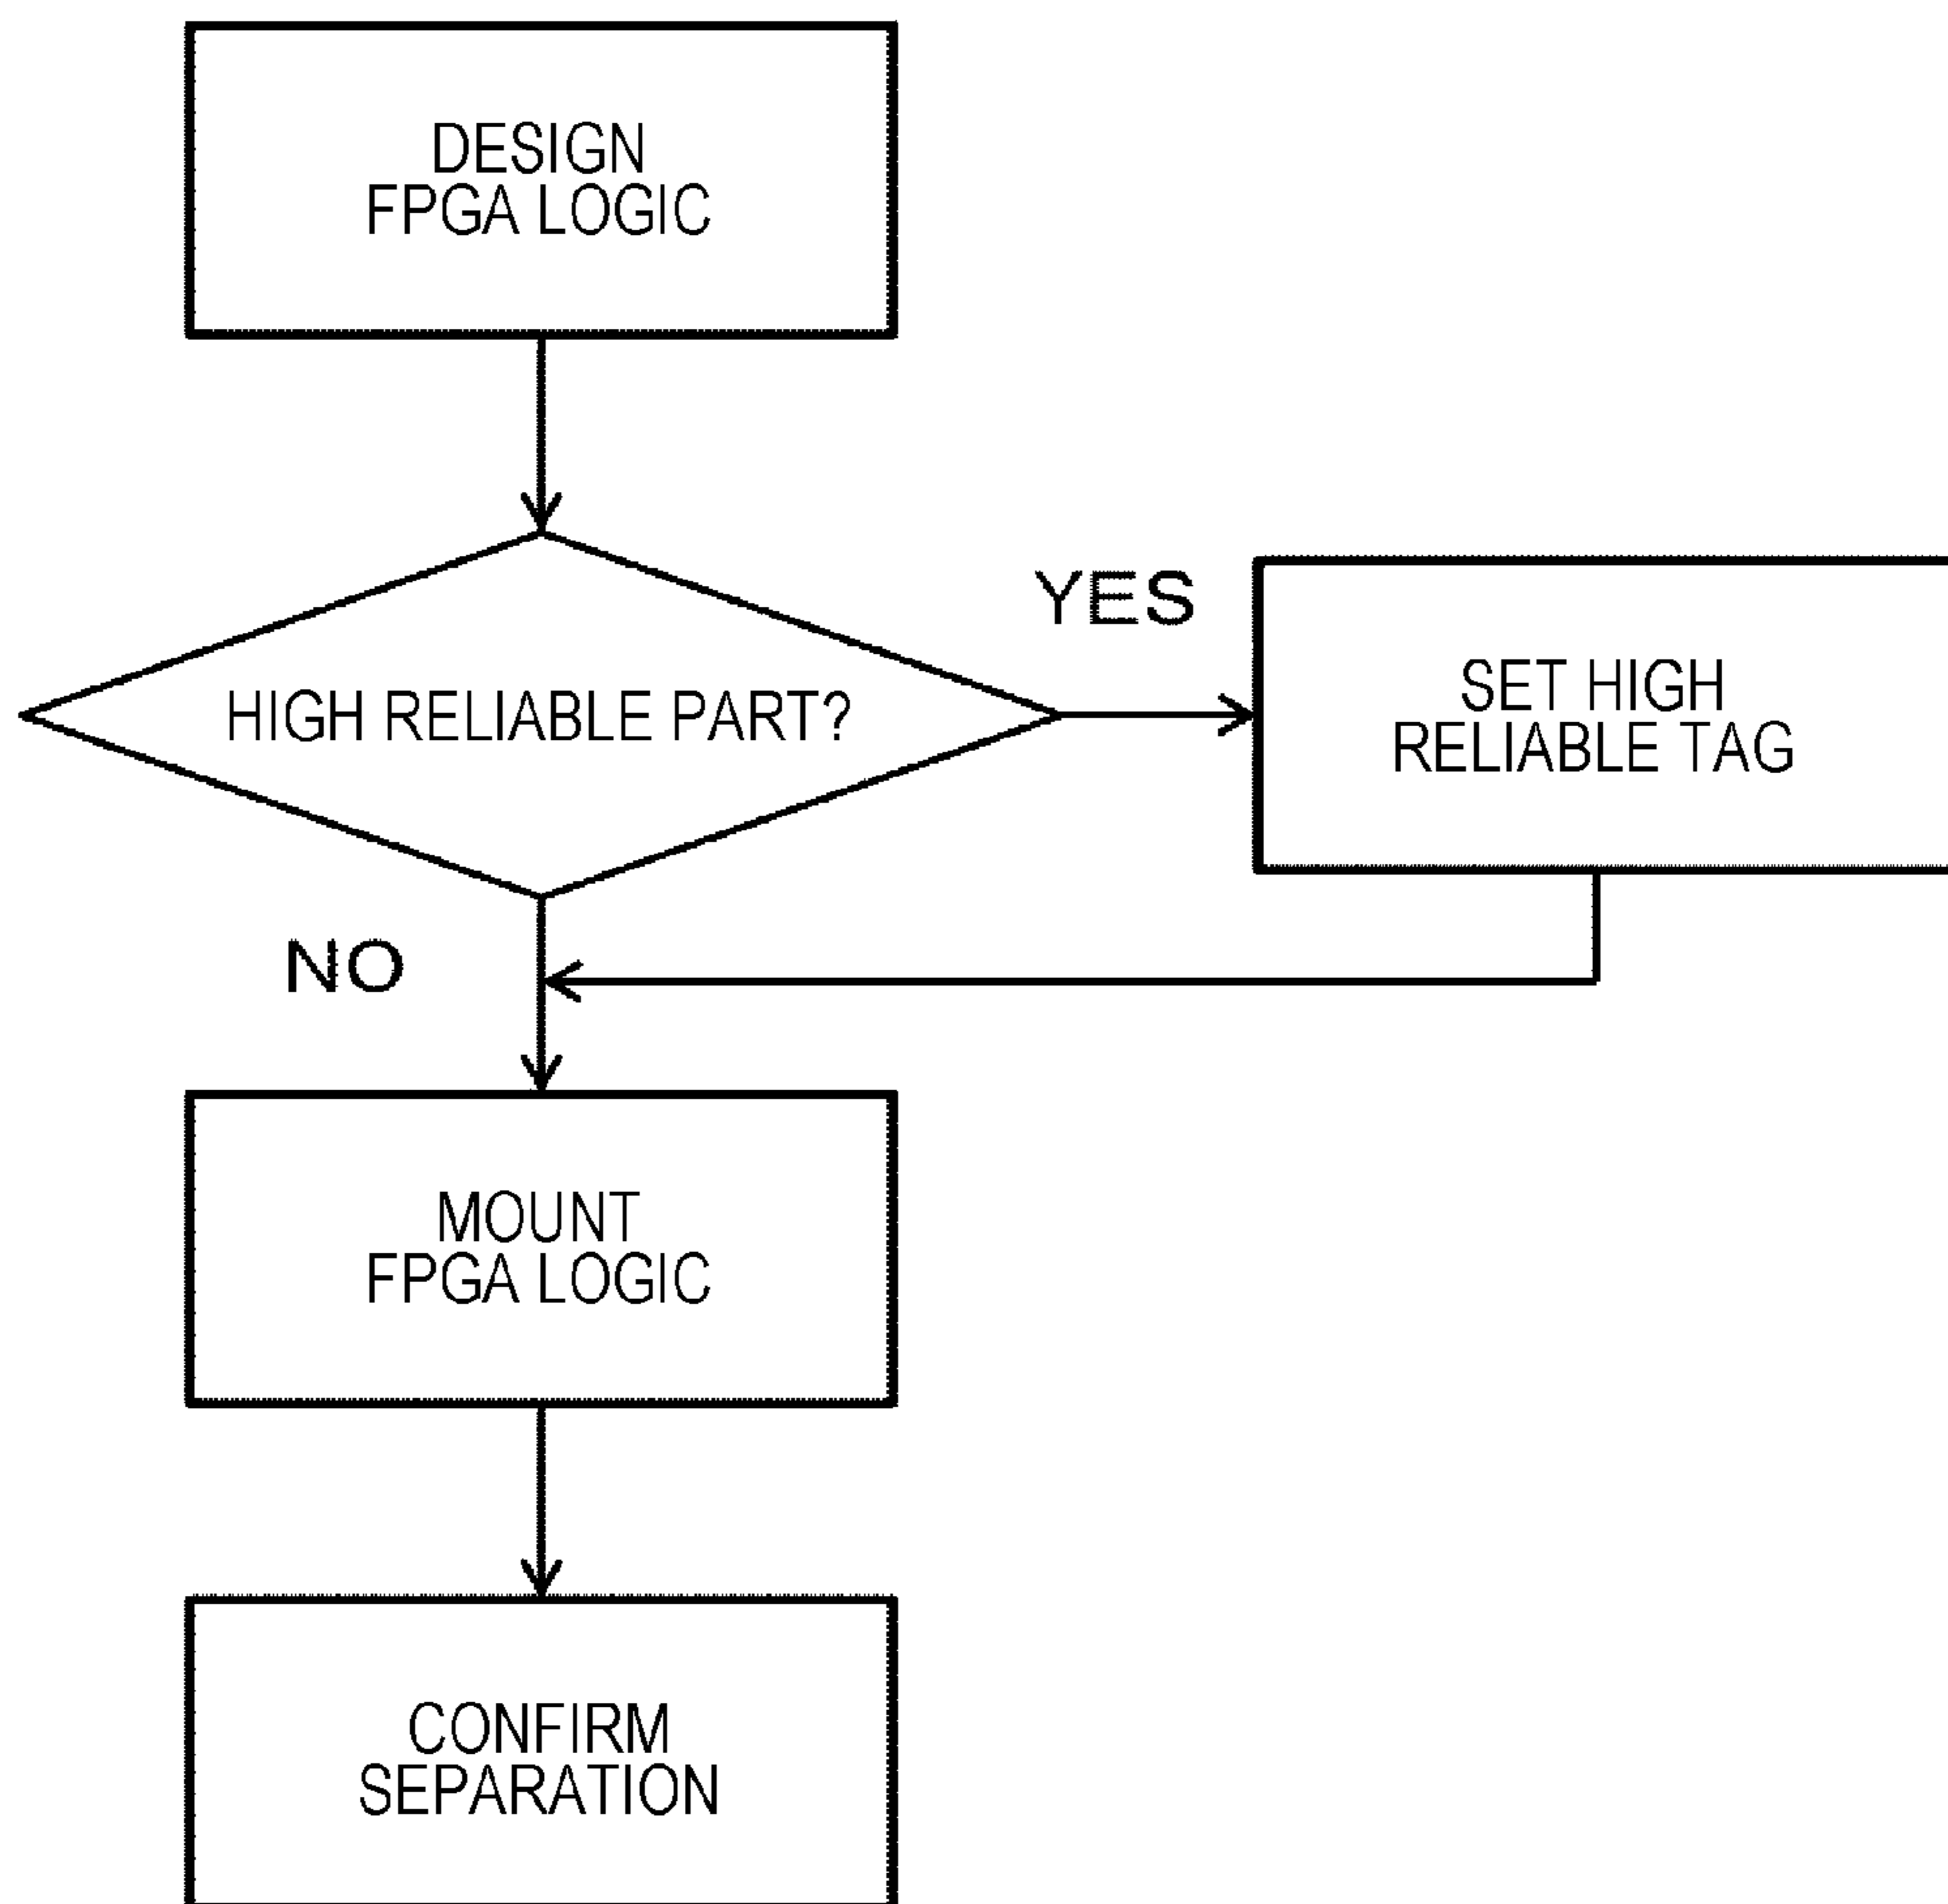 DESIGN
FPGA LOGIC
HIGH RELIABLE PART?
YES
SET HIGH
RELIABLE TAG
NO
MOUNT
FPGA LOGIC
CONFIRM
SEPARATION